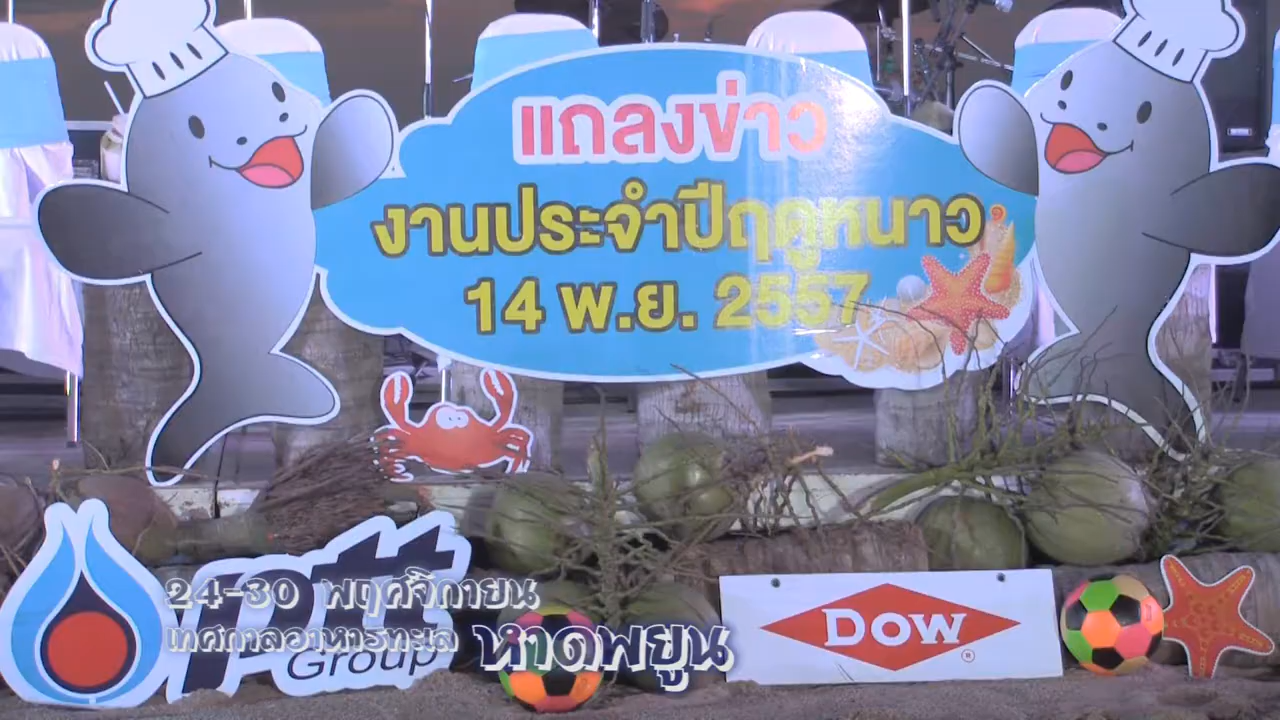 แถลงข่าว
งานประจำปีฤดูหนาว
14 พ.ย. 2557
ptt
Group
24-30 พฤศจิกายน
เทศกาลอาหารทะเล หาดพยูน
DOW
®